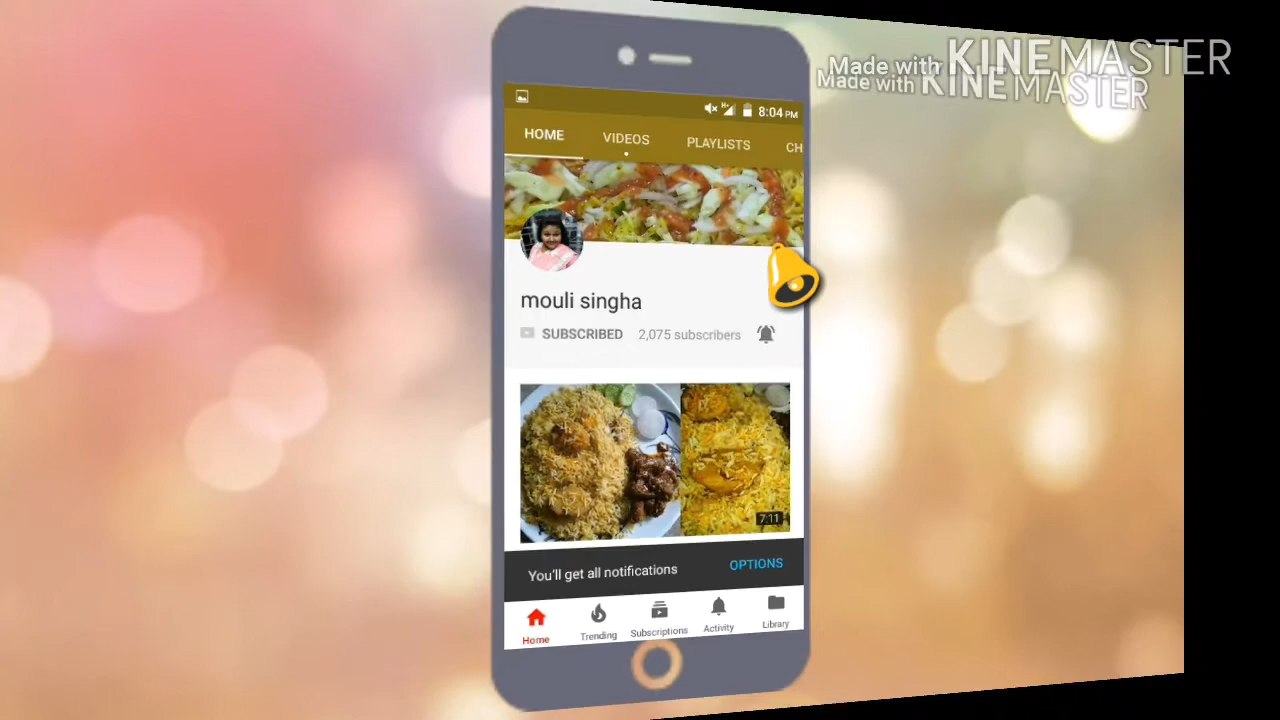 Made with KINEMASTER
Made with KINEMASTER
8:04 PM
HOME VIDEOS PLAYLISTS CH
mouli singha
SUBSCRIBED 2,075 subscribers
7:11
You'll get all notifications OPTIONS
Home Trending Subscriptions Activity Library